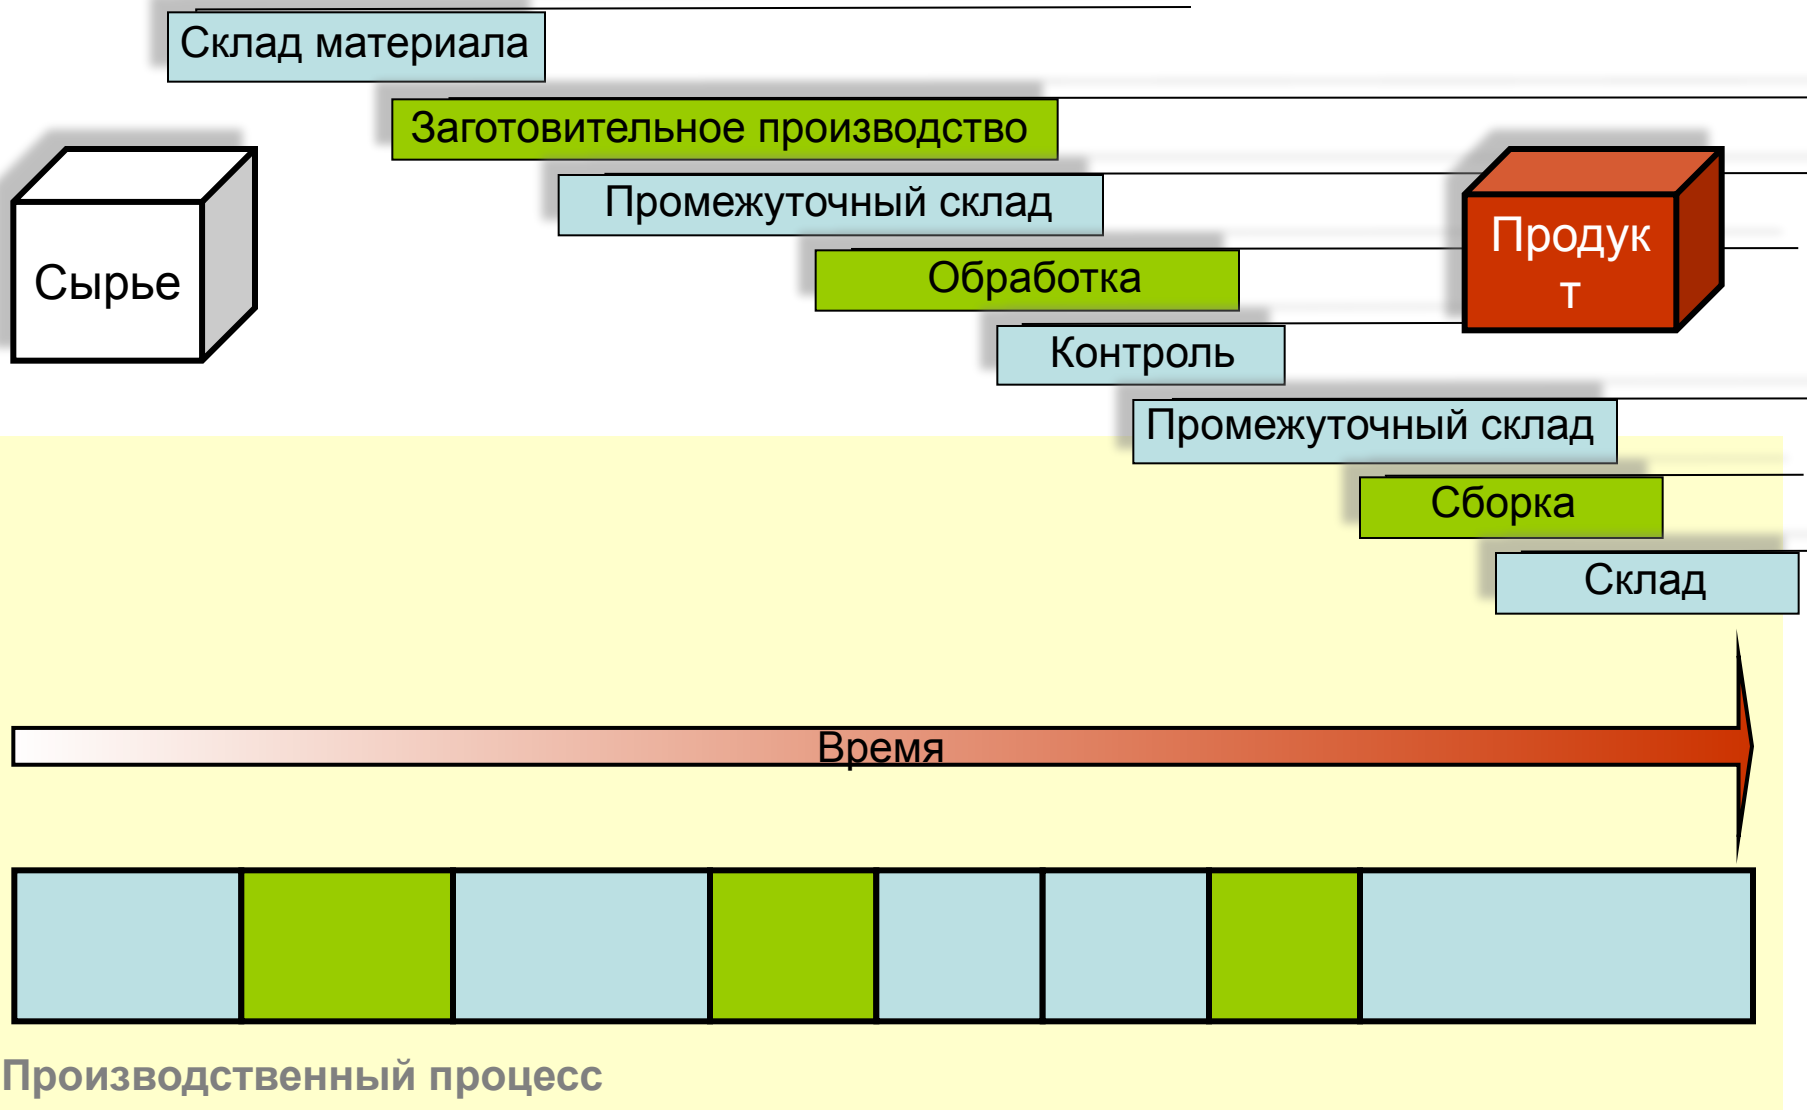 Склад материала
Заготовительное производство
Промежуточный склад
Сырье
Обработка
Продук
т
Контроль
Промежуточный склад
Сборка
Склад
Время
Производственный процесс